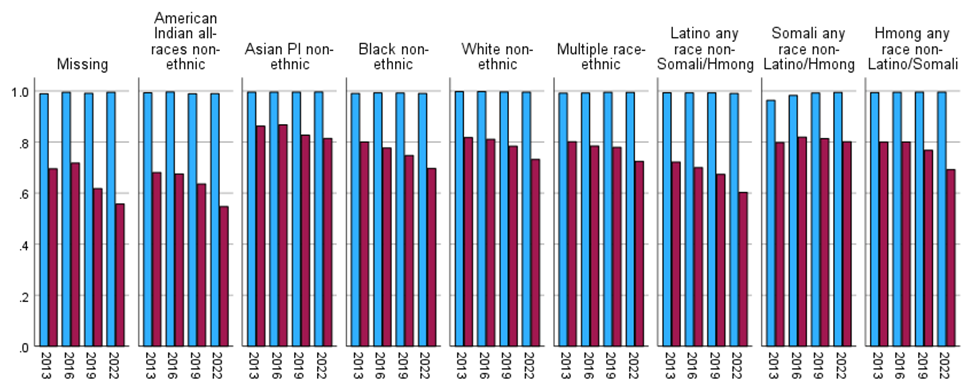 Missing
American
Indian all-
races non-
ethnic
Asian PI non-
ethnic
Black non-
ethnic
White non-
ethnic
Multiple race-
ethnic
Latino any
race non-
Somali/Hmong
Somali any
race non-
Latino/Hmong
Hmong any
race non-
Latino/Somali
1.0
.8
.6
.4
.2
.0
2013 2016 2019 2022
2013 2016 2019 2022
2013 2016 2019 2022
2013 2016 2019 2022
2013 2016 2019 2022
2013 2016 2019 2022
2013 2016 2019 2022
2013 2016 2019 2022
2013 2016 2019 2022